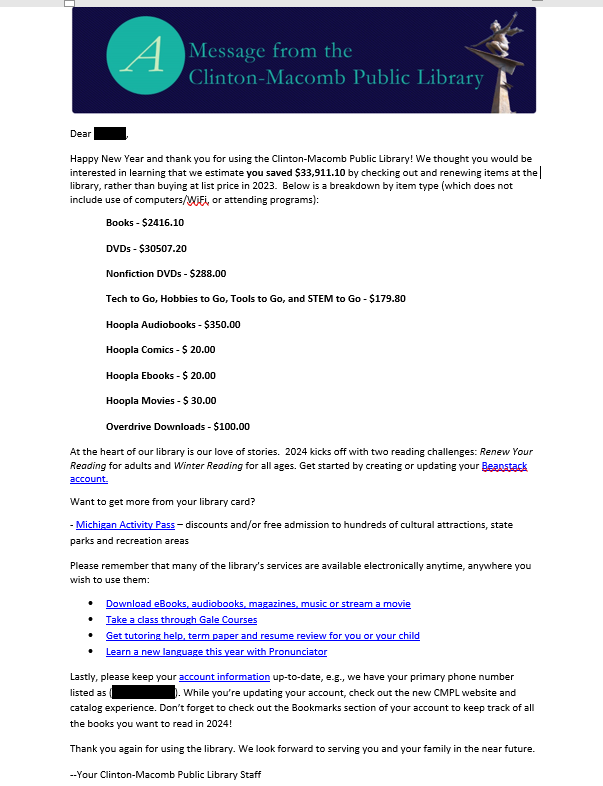 A Message from the
Clinton-Macomb Public Library
Dear
,
Happy New Year and thank you for using the Clinton-Macomb Public Library! We thought you would be
interested in learning that we estimate you saved $33,911.10 by checking out and renewing items at the
library, rather than buying at list price in 2023.  Below is a breakdown by item type (which does not
include use of computers/WiFi, or attending programs):
Books - $2416.10
DVDs - $30507.20
Nonfiction DVDs - $288.00
Tech to Go, Hobbies to Go, Tools to Go, and STEM to Go - $179.80
Hoopla Audiobooks - $350.00
Hoopla Comics - $ 20.00
Hoopla Ebooks - $ 20.00
Hoopla Movies - $ 30.00
Overdrive Downloads - $100.00
At the heart of our library is our love of stories.  2024 kicks off with two reading challenges: Renew Your
Reading for adults and Winter Reading for all ages. Get started by creating or updating your Beanstack
account.
Want to get more from your library card?
- Michigan Activity Pass – discounts and/or free admission to hundreds of cultural attractions, state
parks and recreation areas
Please remember that many of the library's services are available electronically anytime, anywhere you
wish to use them:
• Download eBooks, audiobooks, magazines, music or stream a movie
• Take a class through Gale Courses
• Get tutoring help, term paper and resume review for you or your child
• Learn a new language this year with Pronunciator
Lastly, please keep your account information up-to-date, e.g., we have your primary phone number
listed as ( ). While you're updating your account, check out the new CMPL website and
catalog experience. Don't forget to check out the Bookmarks section of your account to keep track of all
the books you want to read in 2024!
Thank you again for using the library. We look forward to serving you and your family in the near future.
--Your Clinton-Macomb Public Library Staff